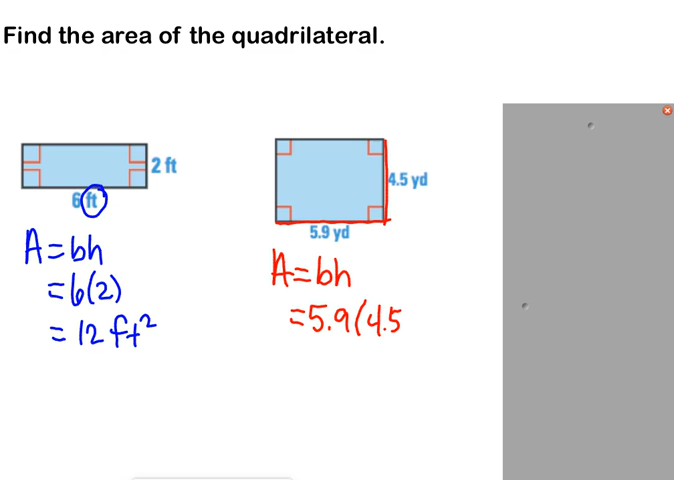 Find the area of the quadrilateral.
2 ft
6 ft
A=bh
=6(2)
=12 ft²
4.5 yd
5.9 yd
A=bh
=5.9(4.5